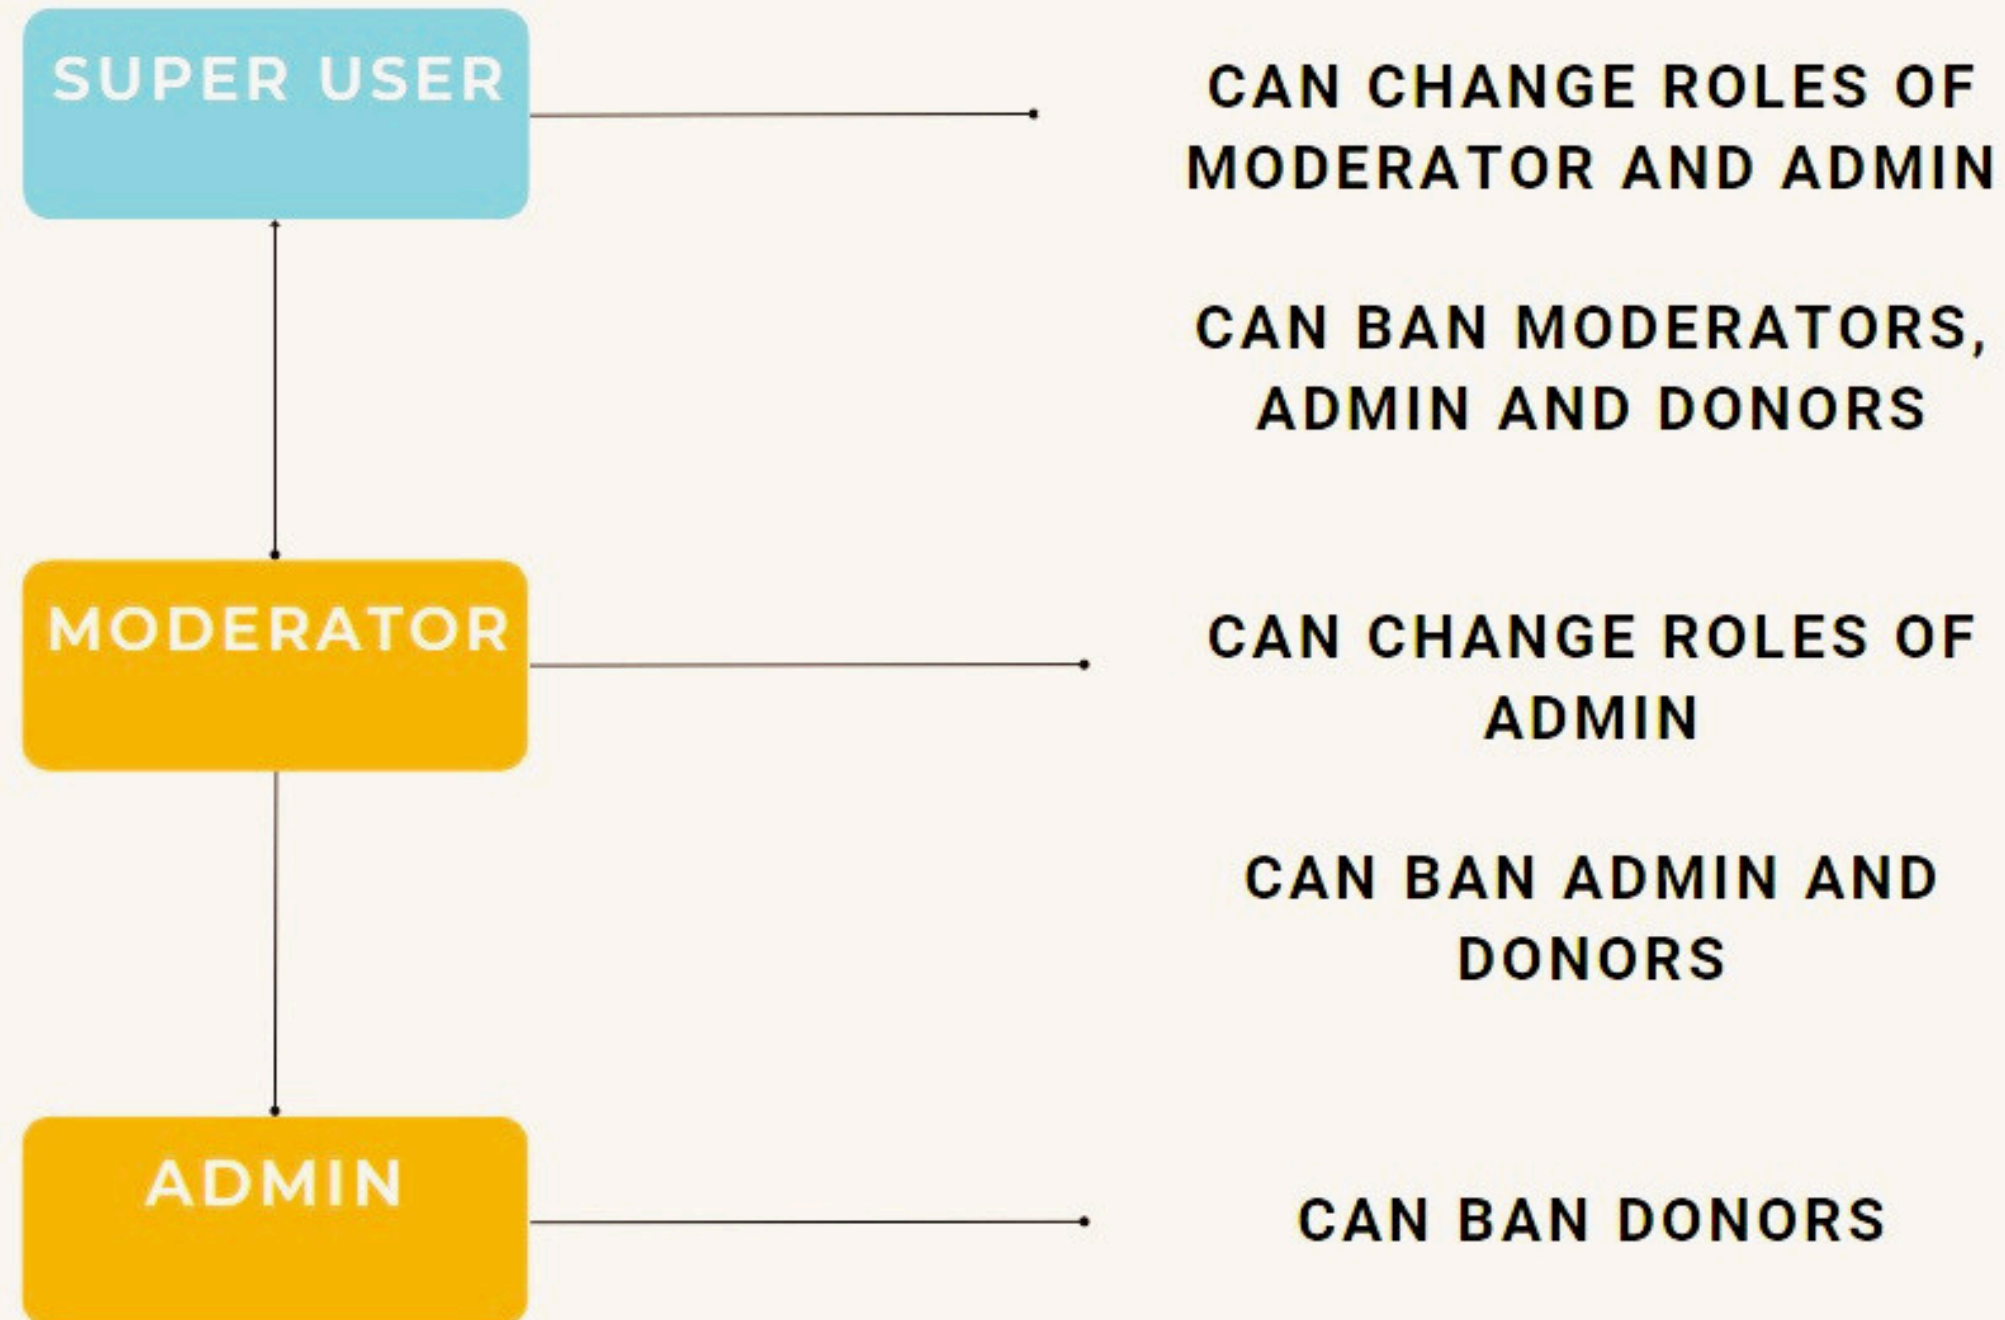 SUPER USER
CAN CHANGE ROLES OF
MODERATOR AND ADMIN
CAN BAN MODERATORS,
ADMIN AND DONORS
MODERATOR
CAN CHANGE ROLES OF
ADMIN
CAN BAN ADMIN AND
DONORS
ADMIN
CAN BAN DONORS